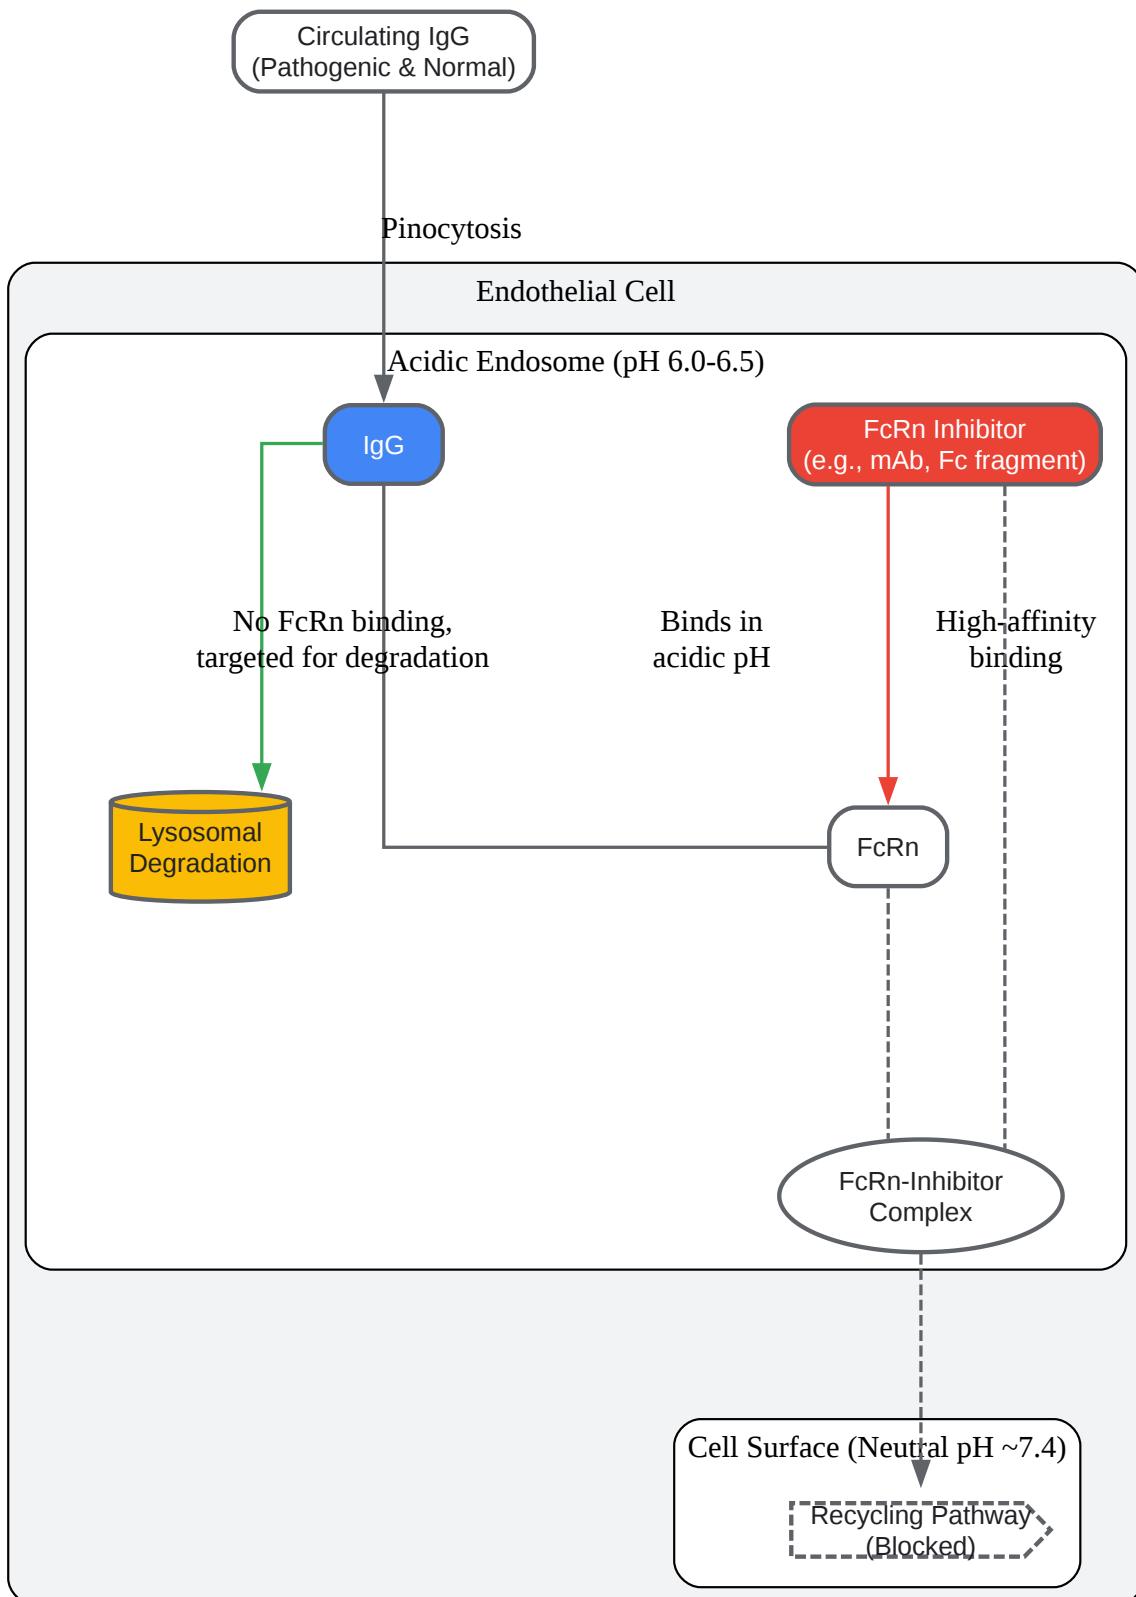 Circulating IgG
(Pathogenic & Normal)
Pinocytosis
Endothelial Cell
Acidic Endosome (pH 6.0-6.5)
IgG
FcRn Inhibitor
(e.g., mAb, Fc fragment)
No FcRn binding,
targeted for degradation
Binds in
acidic pH
High-affinity
binding
Lysosomal
Degradation
FcRn
FcRn-Inhibitor
Complex
Cell Surface (Neutral pH ~7.4)
Recycling Pathway
(Blocked)